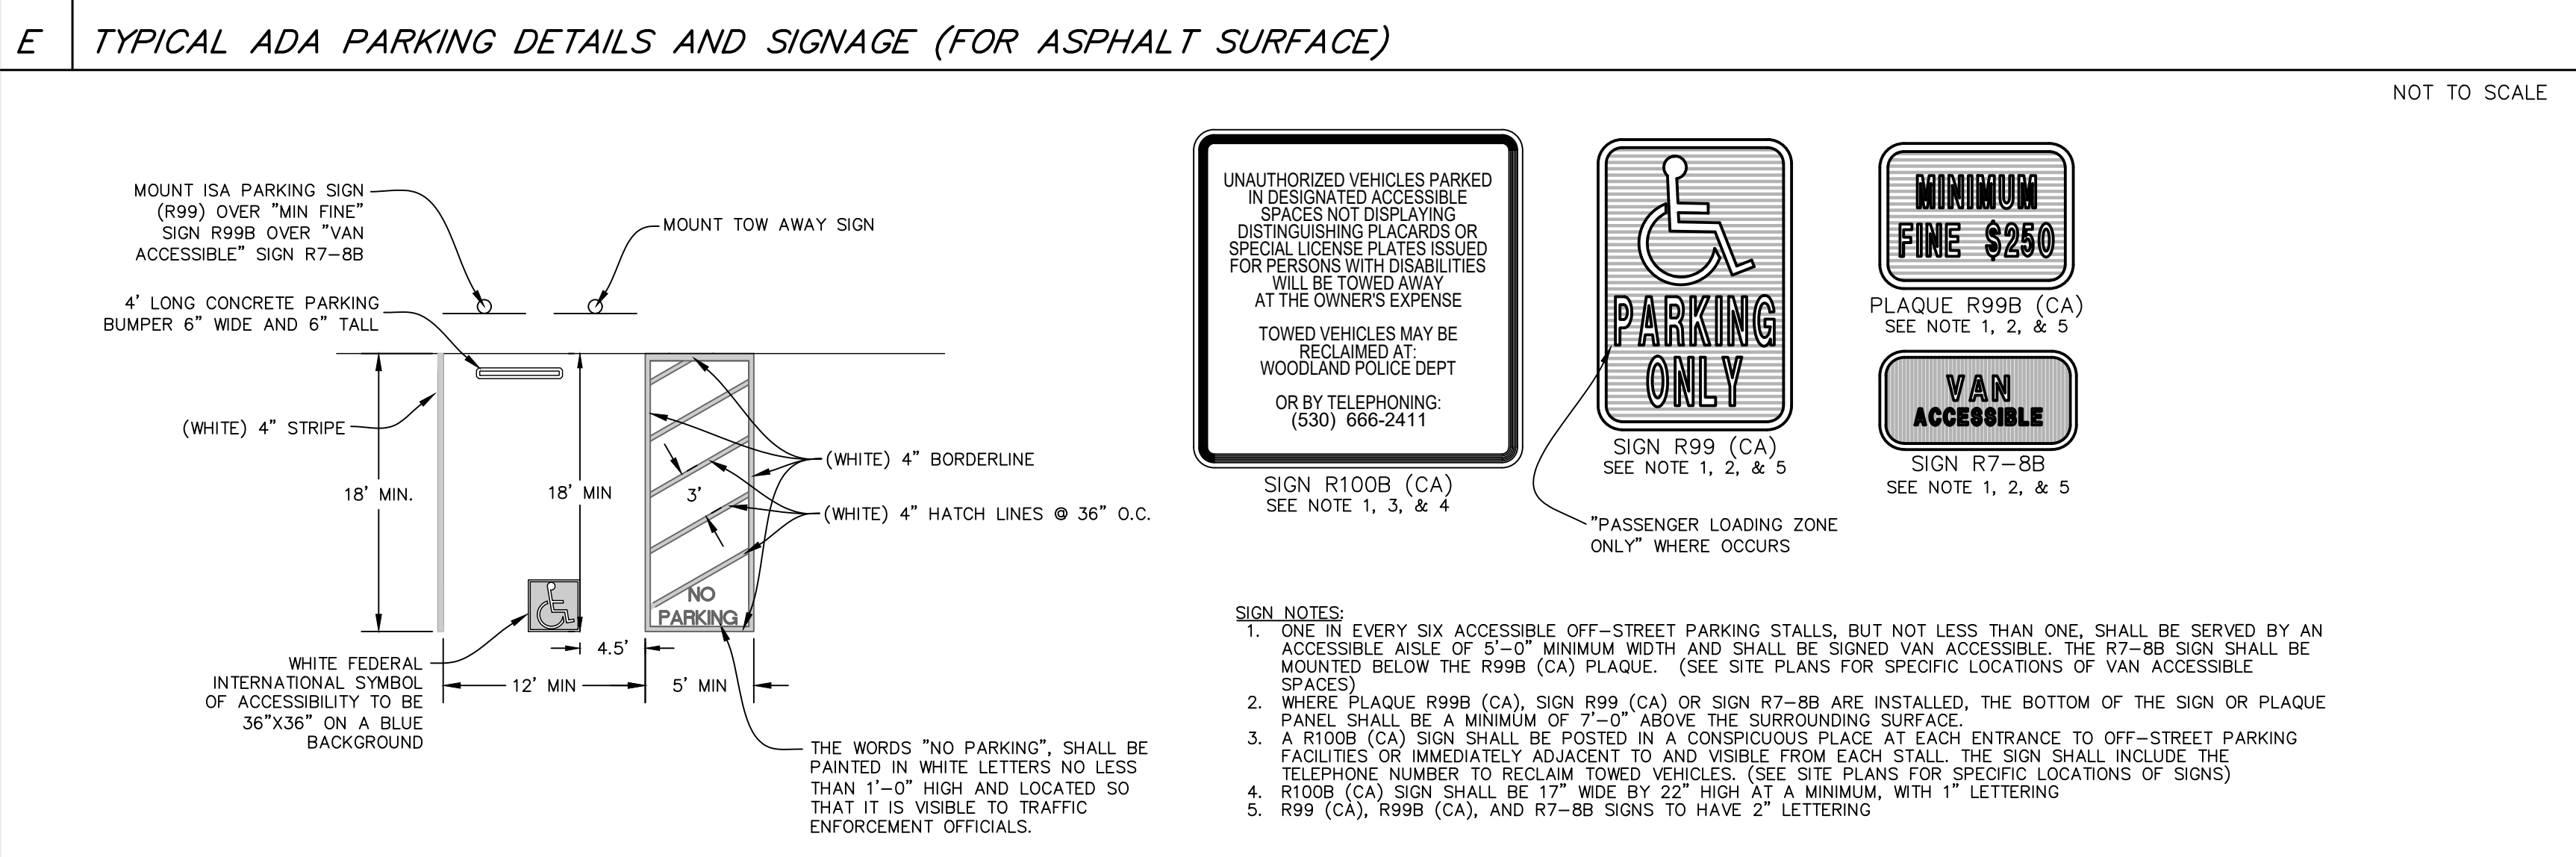 E
TYPICAL ADA PARKING DETAILS AND SIGNAGE (FOR ASPHALT SURFACE)
NOT TO SCALE
MOUNT ISA PARKING SIGN
(R99) OVER "MIN FINE"
SIGN R99B OVER "VAN
ACCESSIBLE" SIGN R7-8B
MOUNT TOW AWAY SIGN
4' LONG CONCRETE PARKING
BUMPER 6" WIDE AND 6" TALL
(WHITE) 4" STRIPE
18' MIN.
18' MIN
3'
(WHITE) 4" BORDERLINE
(WHITE) 4" HATCH LINES @ 36" O.C.
NO
PARKING
4.5'
12' MIN
5' MIN
WHITE FEDERAL
INTERNATIONAL SYMBOL
OF ACCESSIBILITY TO BE
36"X36" ON A BLUE
BACKGROUND
THE WORDS "NO PARKING", SHALL BE
PAINTED IN WHITE LETTERS NO LESS
THAN 1'-0" HIGH AND LOCATED SO
THAT IT IS VISIBLE TO TRAFFIC
ENFORCEMENT OFFICIALS.
UNAUTHORIZED VEHICLES PARKED
IN DESIGNATED ACCESSIBLE
SPACES NOT DISPLAYING
DISTINGUISHING PLACARDS OR
SPECIAL LICENSE PLATES ISSUED
FOR PERSONS WITH DISABILITIES
WILL BE TOWED AWAY
AT THE OWNER'S EXPENSE
TOWED VEHICLES MAY BE
RECLAIMED AT:
WOODLAND POLICE DEPT
OR BY TELEPHONING:
(530) 666-2411
SIGN R100B (CA)
SEE NOTE 1, 3, & 4
PARKING
ONLY
SIGN R99 (CA)
SEE NOTE 1, 2, & 5
"PASSENGER LOADING ZONE
ONLY" WHERE OCCURS
MINIMUM
FINE $250
PLAQUE R99B (CA)
SEE NOTE 1, 2, & 5
VAN
ACCESSIBLE
SIGN R7-8B
SEE NOTE 1, 2, & 5
SIGN NOTES:
1. ONE IN EVERY SIX ACCESSIBLE OFF-STREET PARKING STALLS, BUT NOT LESS THAN ONE, SHALL BE SERVED BY AN
ACCESSIBLE AISLE OF 5'-0" MINIMUM WIDTH AND SHALL BE SIGNED VAN ACCESSIBLE. THE R7-8B SIGN SHALL BE
MOUNTED BELOW THE R99B (CA) PLAQUE. (SEE SITE PLANS FOR SPECIFIC LOCATIONS OF VAN ACCESSIBLE
SPACES)
2. WHERE PLAQUE R99B (CA), SIGN R99 (CA) OR SIGN R7-8B ARE INSTALLED, THE BOTTOM OF THE SIGN OR PLAQUE
PANEL SHALL BE A MINIMUM OF 7'-0" ABOVE THE SURROUNDING SURFACE.
3. A R100B (CA) SIGN SHALL BE POSTED IN A CONSPICUOUS PLACE AT EACH ENTRANCE TO OFF-STREET PARKING
FACILITIES OR IMMEDIATELY ADJACENT TO AND VISIBLE FROM EACH STALL. THE SIGN SHALL INCLUDE THE
TELEPHONE NUMBER TO RECLAIM TOWED VEHICLES. (SEE SITE PLANS FOR SPECIFIC LOCATIONS OF SIGNS)
4. R100B (CA) SIGN SHALL BE 17" WIDE BY 22" HIGH AT A MINIMUM, WITH 1" LETTERING
5. R99 (CA), R99B (CA), AND R7-8B SIGNS TO HAVE 2" LETTERING